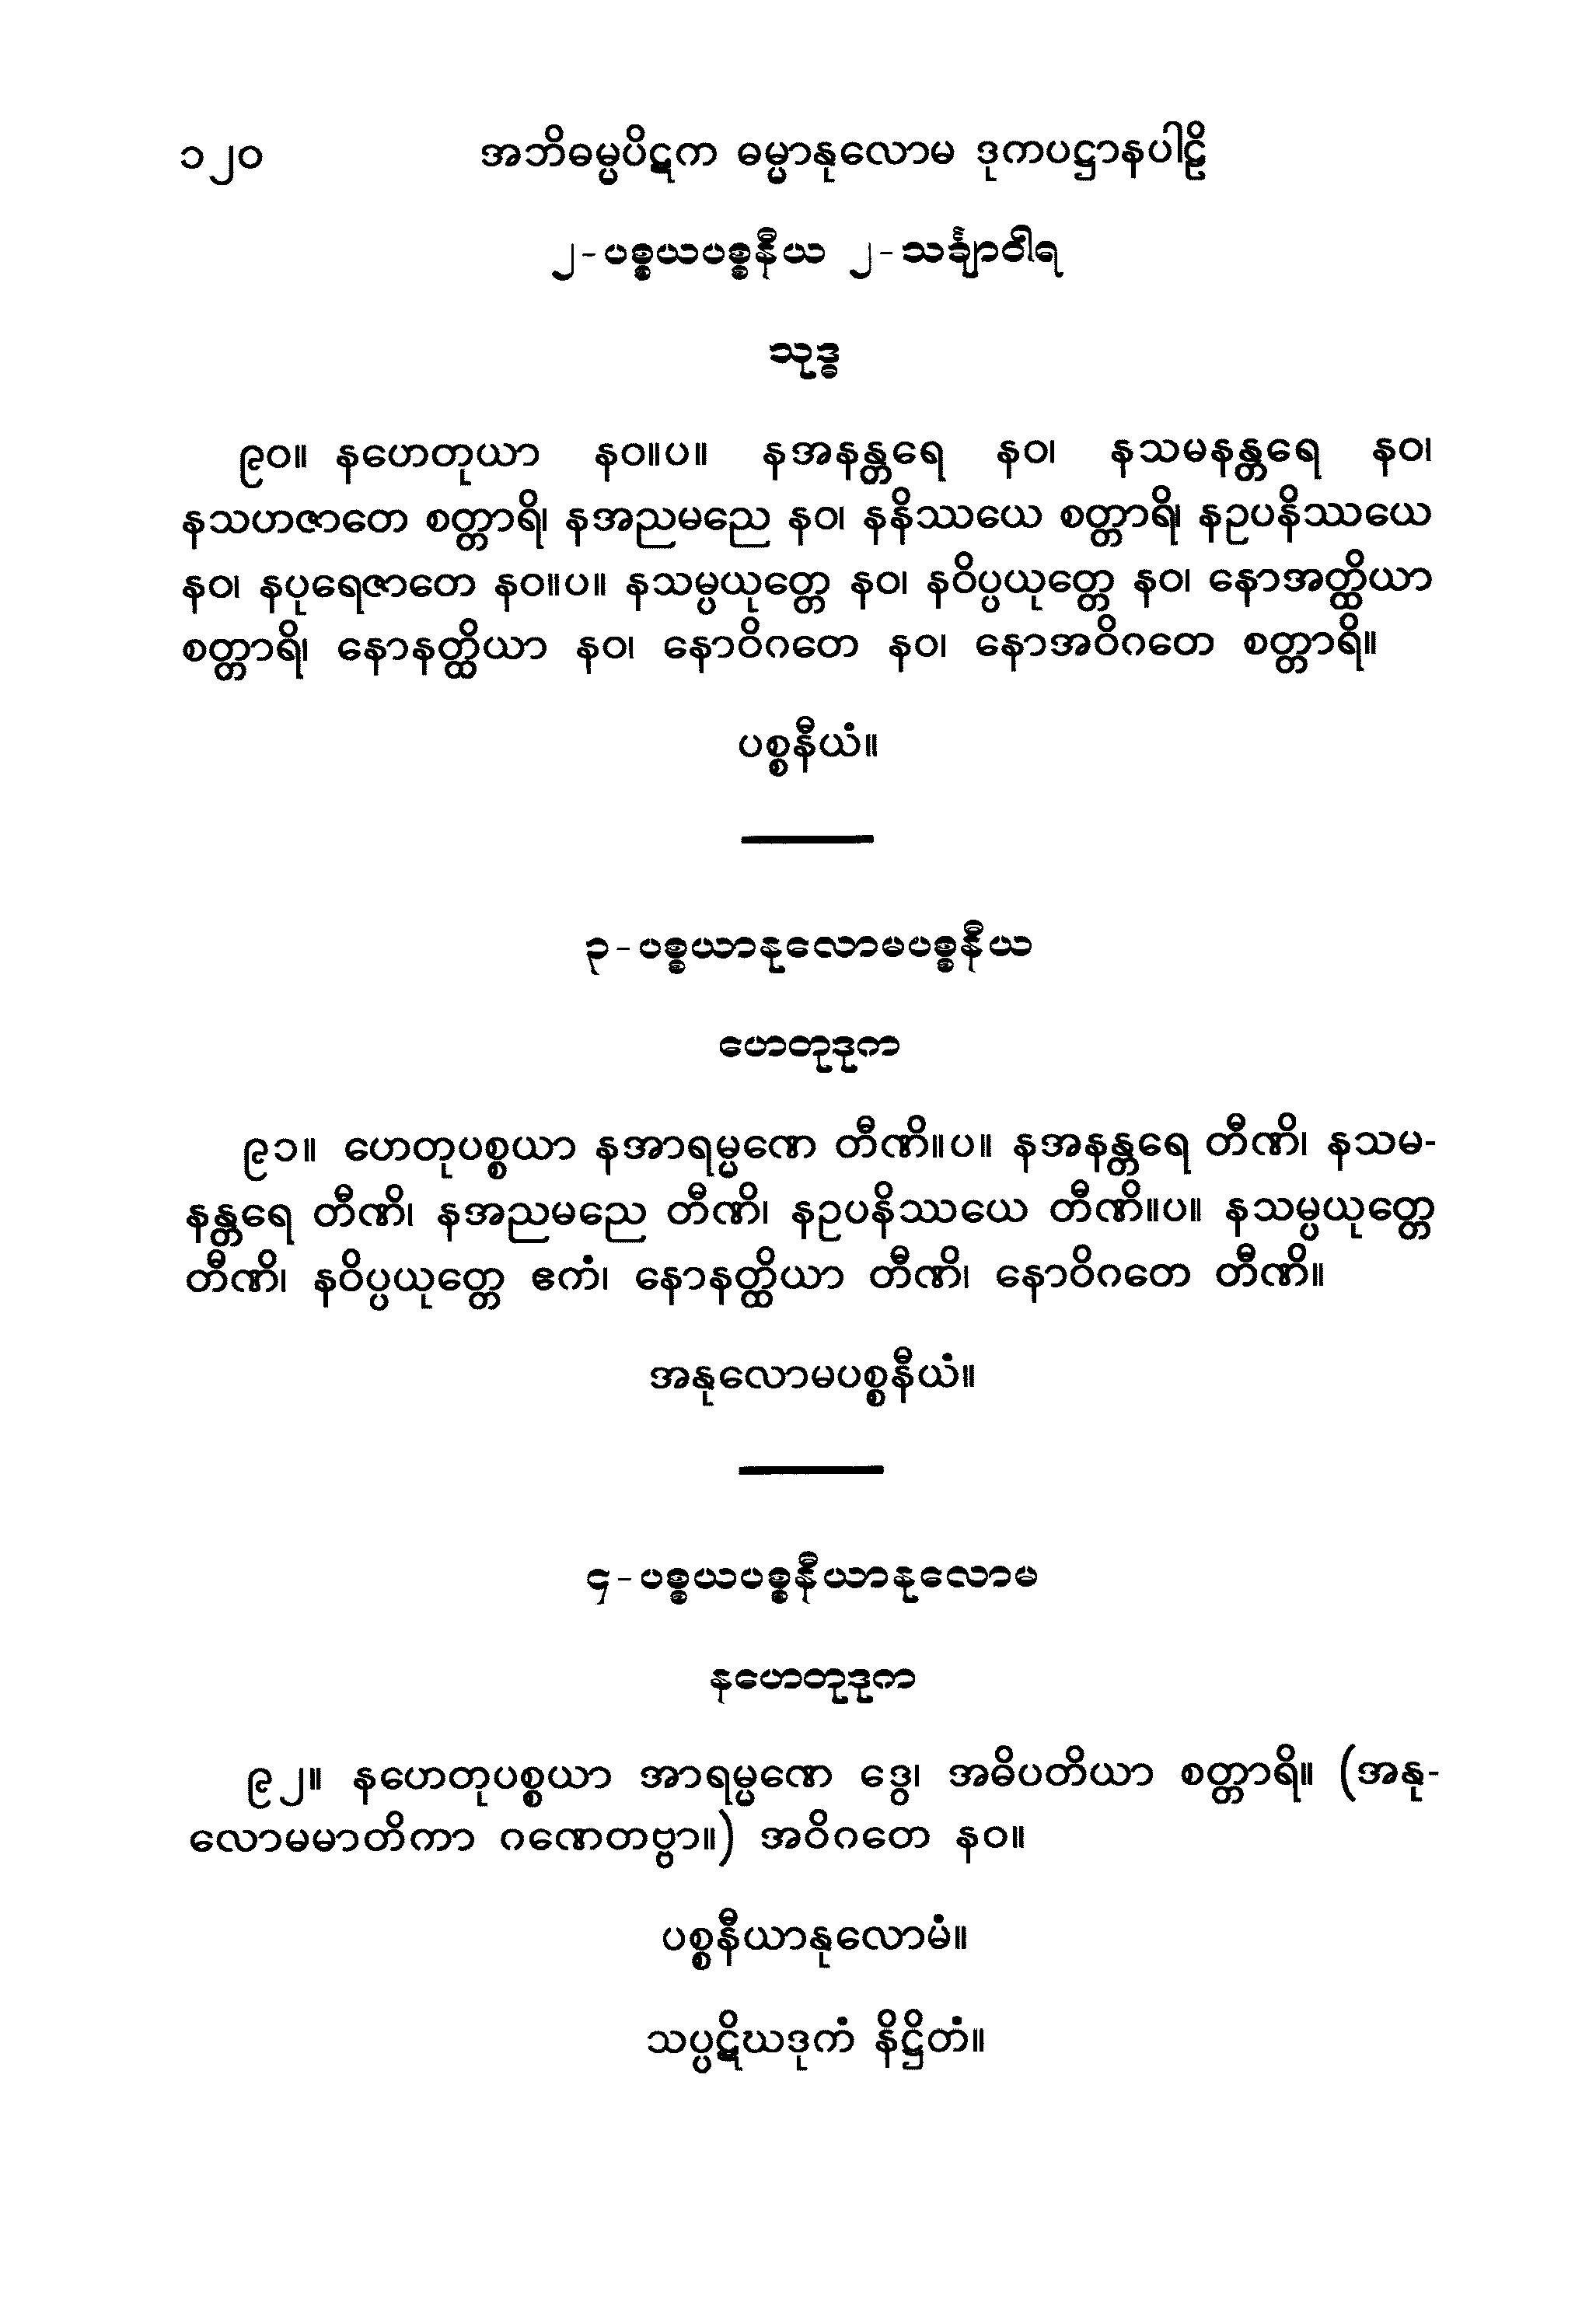 ၁၂၀ အဘိဓမ္မပိဋက ဓမ္မာနုလောမ ဒုကပဋ္ဌာနပါဠိ
၂-ပစ္စယပစ္စနီယ ၂-သင်္ချာဝါရ
သုဒ္ဓ
၉၀။ နဟေတုယာ နဝ။ပ။ နအနန္တရေ နဝ၊ နသမနန္တရေ နဝ၊
နသဟဇာတေ စတ္တာရိ၊ နအညမညေ နဝ၊ နနိဿယေ စတ္တာရိ၊ နဥပနိဿယေ
နဝ၊ နပုရေဇာတေ နဝ။ပ။ နသမ္ပယုတ္တေ နဝ၊ နဝိပ္ပယုတ္တေ နဝ၊ နောအတ္ထိယာ
စတ္တာရိ၊ နောနတ္ထိယာ နဝ၊ နောဝိဂတေ နဝ၊ နောအဝိဂတေ စတ္တာရိ။
ပစ္စနီယံ။
၃-ပစ္စယာနုလောမပစ္စနီယ
ဟေတုဒုက
၉၁။ ဟေတုပစ္စယာ နအာရမ္မဏေ တီဏိ။ပ။ နအနန္တရေ တီဏိ၊ နသမ-
နန္တရေ တီဏိ၊ နအညမညေ တီဏိ၊ နဥပနိဿယေ တီဏိ။ပ။ နသမ္ပယုတ္တေ
တီဏိ၊ နဝိပ္ပယုတ္တေ ဧကံ၊ နောနတ္ထိယာ တီဏိ၊ နောဝိဂတေ တီဏိ။
အနုလောမပစ္စနီယံ။
၄-ပစ္စယပစ္စနီယာနုလောမ
နဟေတုဒုက
၉၂။ နဟေတုပစ္စယာ အာရမ္မဏေ ဒွေ၊ အဓိပတိယာ စတ္တာရိ။ (အနု-
လောမမာတိကာ ဂဏေတဗ္ဗာ။) အဝိဂတေ နဝ။
ပစ္စနီယာနုလောမံ။
သပ္ပဋိဃဒုကံ နိဋ္ဌိတံ။